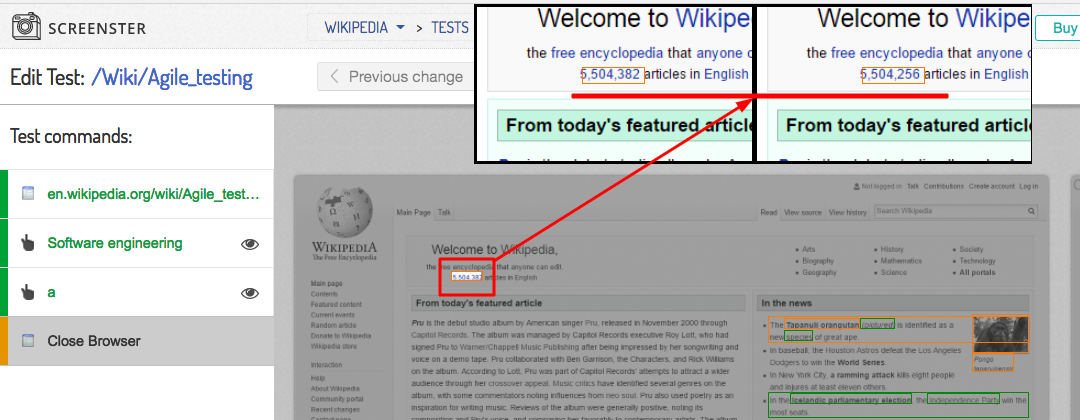 SCREENSTER
WIKIPEDIA > TESTS
Buy
Edit Test: /Wiki/Agile_testing
Previous change
Test commands:
en.wikipedia.org/wiki/Agile_test...
Software engineering
a
Close Browser
Welcome to Wikipe
the free encyclopedia that anyone c
5,504,382 articles in English
From today's featured article
Welcome to Wikipe
the free encyclopedia that anyone c
5,504,256 articles in English
From today's featured article
Not logged in Talk Contributions Create account Log in
Main Page Talk
Read View source View history
Search Wikipedia
WIKIPEDIA
The Free Encyclopedia
Main page
Contents
Featured content
Current events
Random article
Donate to Wikipedia
Wikipedia store
Interaction
Help
About Wikipedia
Community portal
Recent changes
Contact page
Welcome to Wikipedia,
the free encyclopedia that anyone can edit.
5,504,382 articles in English
Arts
Biography
Geography
History
Mathematics
Science
Society
Technology
All portals
From today's featured article
Pru is the debut studio album by American singer Pru, released in November 2000 through
Capitol Records. The album was managed by Capitol Records executive Roy Lott, who had
signed Pru to Warner/Chappell Music Publishing after being impressed by her songwriting and
voice on a demo tape. Pru collaborated with Ben Garrison, the Characters, and Rick Williams
on the album. According to Lott, Pru was part of Capitol Records' attempts to attract a wider
audience through her crossover appeal. Music critics have identified several genres on the
album, with some commentators noting influences from neo soul. Pru also used poetry as an
inspiration for writing music. Reviews of the album were generally positive, noting its
In the news
The Tapanuli orangutan (pictured) is identified as a
new species of great ape.
In baseball, the Houston Astros defeat the Los Angeles
Dodgers to win the World Series.
In New York City, a ramming attack kills eight people
and injures at least eleven others.
In the Icelandic parliamentary election, the Independence Party win the
most seats.
Pongo
tapanuliensis